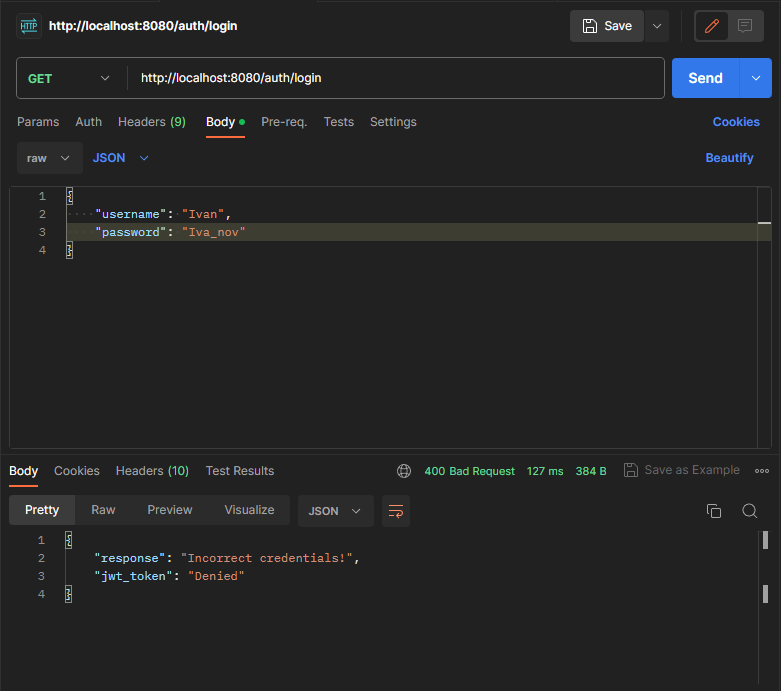 HTTP http://localhost:8080/auth/login Save
GET http://localhost:8080/auth/login Send
Params Auth Headers (9) Body Pre-req. Tests Settings Cookies
raw JSON Beautify
1 {
2 "username": "Ivan",
3 "password": "Iva_nov"
4 }
Body Cookies Headers (10) Test Results 400 Bad Request 127 ms 384 B Save as Example
Pretty Raw Preview Visualize JSON
1 {
2 "response": "Incorrect credentials!",
3 "jwt_token": "Denied"
4 }